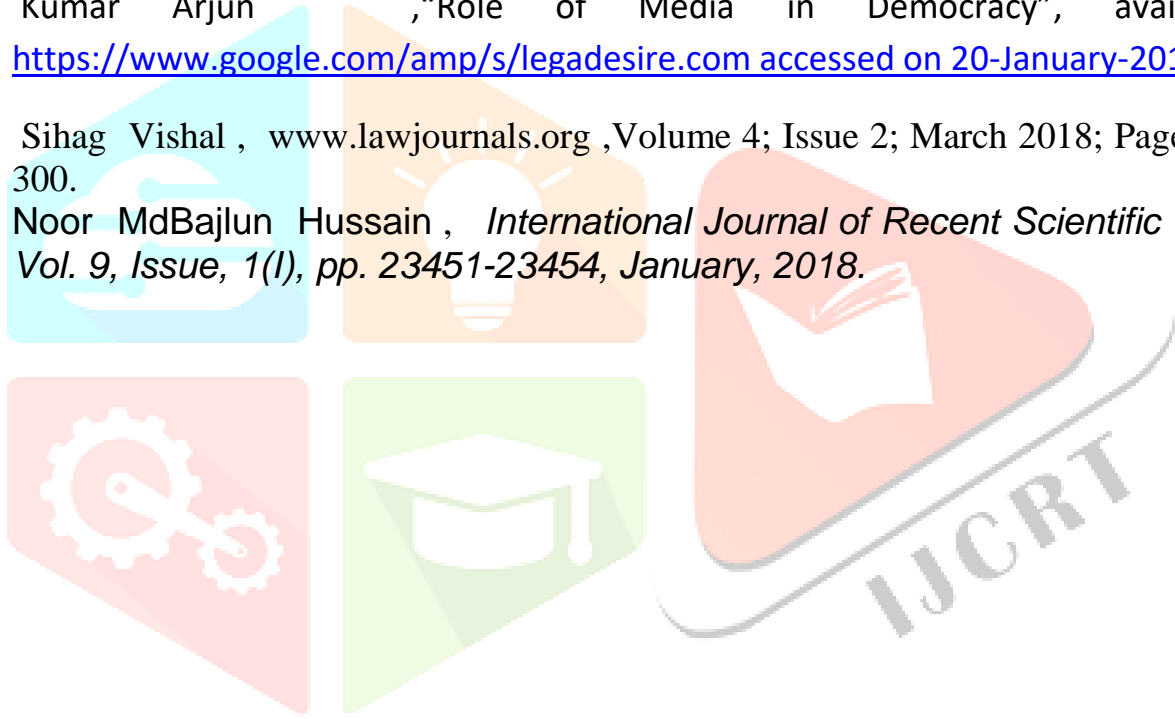 Kumar Arjun ,“Role of Media in Democracy”, avai
https://www.google.com/amp/s/legadesire.com accessed on 20-January-201
Sihag Vishal , www.lawjournals.org ,Volume 4; Issue 2; March 2018; Page
300.
Noor MdBajlun Hussain , International Journal of Recent Scientific
Vol. 9, Issue, 1(I), pp. 23451-23454, January, 2018.
IJCRT